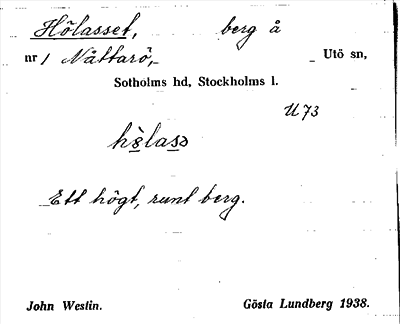 Hölasset, berg å
nr 1 Nåttarö, Utö sn,
Sotholms hd, Stockholms l.
U 73
Ett högt, runt berg.
John Westin. Gösta Lundberg 1938.